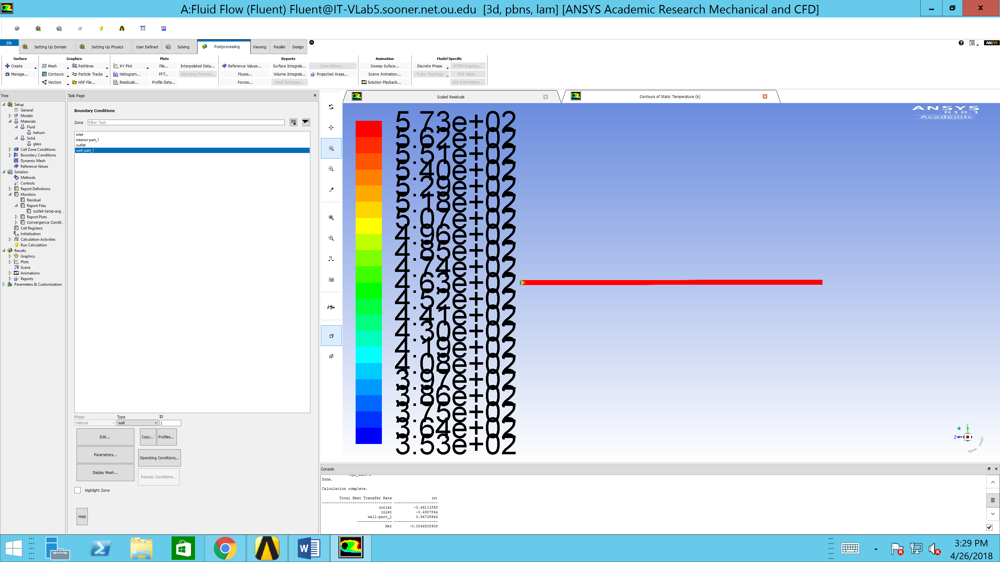 A:Fluid Flow (Fluent) Fluent@IT-VLab5.sooner.net.ou.edu [3d, pbns, lam] [ANSYS Academic Research Mechanical and CFD]
File Setting Up Domain Setting Up Physics User Defined Solving Postprocessing Viewing Parallel Design
ANSYS
Surface Graphics Plots Reports Animation Model Specific
Create Mesh Pathlines XY Plot File... Interpolated Data... Reference Values... Surface Integrals... Zone Motion... Sweep Suface... Discrete Phase DTRM Graphics...
Manage... Contours Particle Tracks Histogram... FFT... Reacting Channel... Fluxes... Volume Integrals... Projected Areas... Scene Animation... Turbo Topology PDF Table...
Vectors HSF File... Residuals... Profile Data... Forces... Heat Exhanger... Solution Playback... S2S Information...
Tree
Setup
General
Models
Materials
Fluid
helium
Solid
glass
Cell Zone Conditions
Boundary Conditions
Dynamic Mesh
Reference Values
Solution
Methods
Controls
Report Definitions
Monitors
Residual
Report Files
outlet-temp-avg...
Report Plots
Convergence Condit...
Cell Registers
Initialization
Calculation Activities
Run Calculation
Results
Graphics
Plots
Scene
Animations
Reports
Parameters & Customization
Task Page
Boundary Conditions
Zone Filter Text
inlet
interior-part_1
outlet
wall-part_1
Phase Type ID
mixture wall 1
Edit... Copy... Profiles...
Parameters... Operating Conditions...
Display Mesh... Periodic Conditions...
Highlight Zone
Help
Scaled Residuals
Contours of Static Temperature (k)
ANSYS
R18.1
Academic
5.73e+02
5.62e+02
5.51e+02
5.40e+02
5.29e+02
5.18e+02
5.07e+02
4.96e+02
4.85e+02
4.74e+02
4.63e+02
4.52e+02
4.41e+02
4.30e+02
4.19e+02
4.08e+02
3.97e+02
3.86e+02
3.75e+02
3.64e+02
3.53e+02
Y
Z
Console
Done.
Calculation complete.
Total Heat Transfer Rate (w)
-------------------------------- --------------------
outlet -0.46113393
inlet -0.4907864
wall-part_1 0.94726944
---------------- --------------------
Net -0.0046508908
3:29 PM
4/26/2018